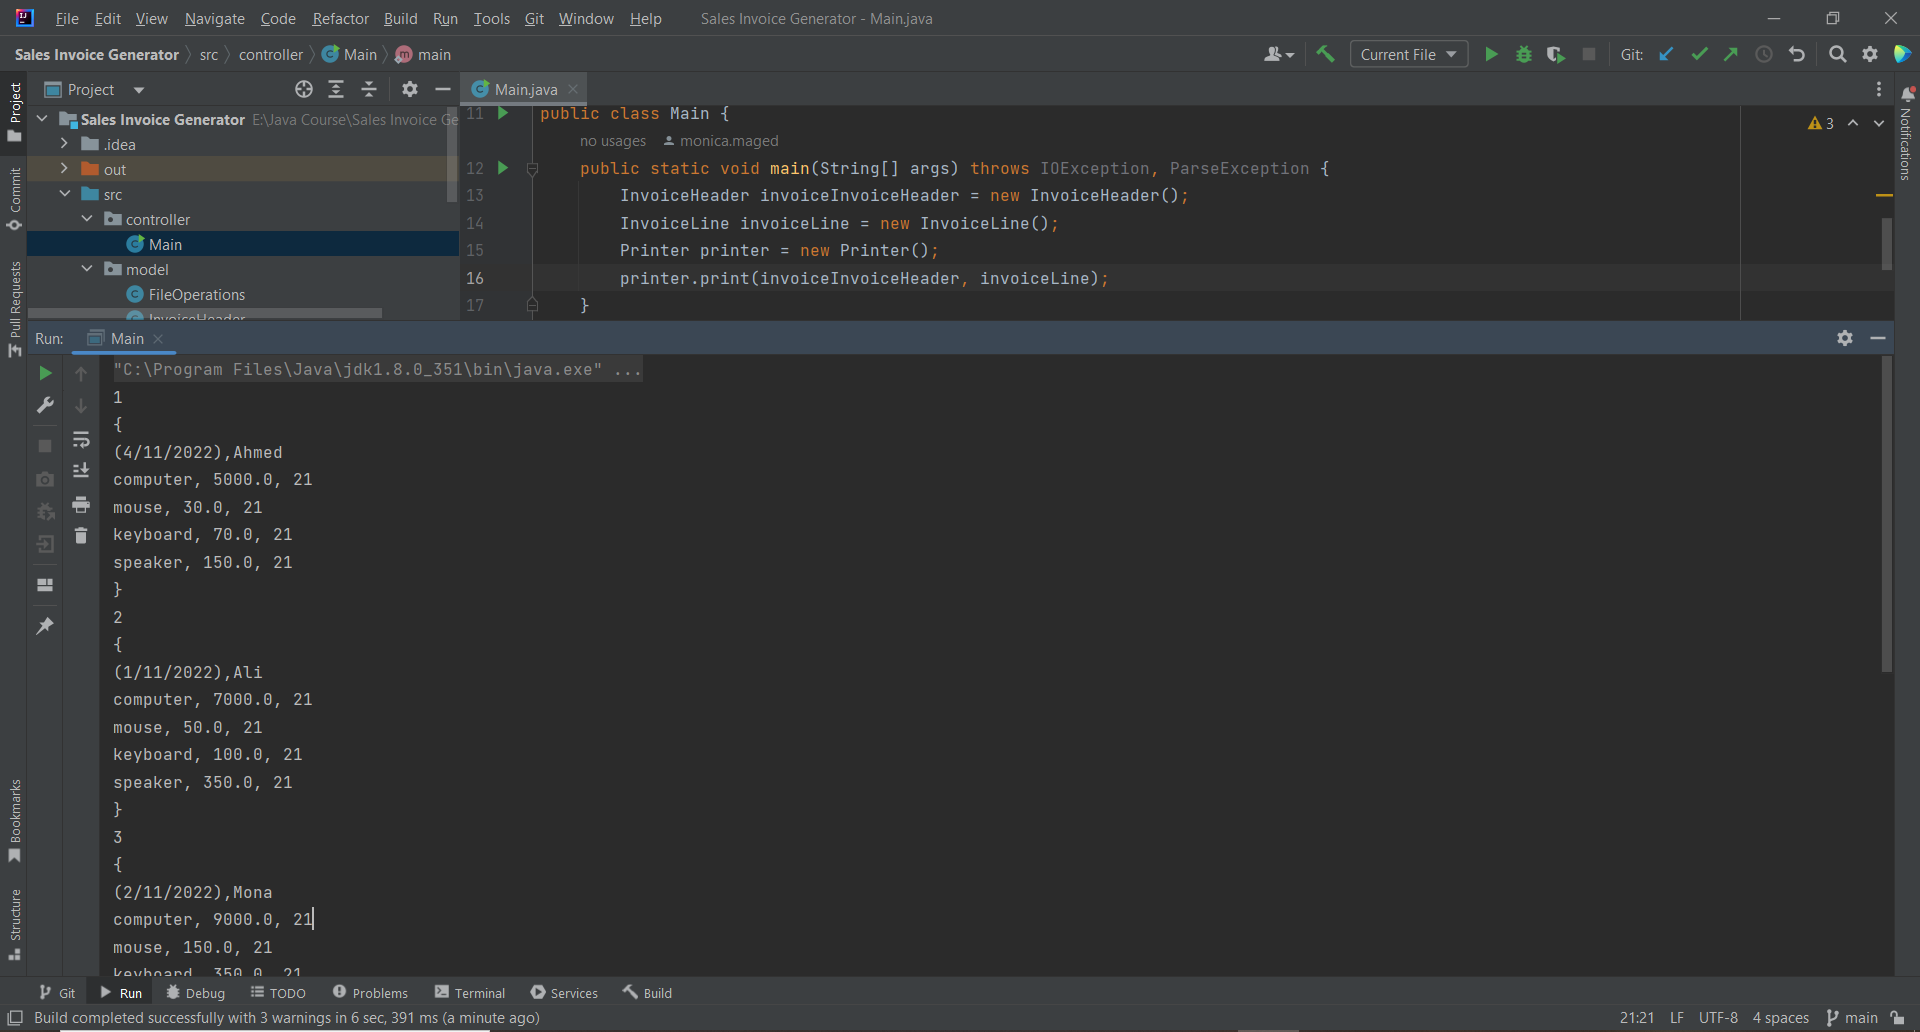 File Edit View Navigate Code Refactor Build Run Tools Git Window Help Sales Invoice Generator - Main.java
Sales Invoice Generator src controller Main main Current File Git:
Project
Main.java
Sales Invoice Generator E:\Java Course\Sales Invoice Ge
.idea
out
src
controller
Main
model
FileOperations
InvoiceHeader
11 public class Main {
no usages monica.maged
12 public static void main(String[] args) throws IOException, ParseException {
13 InvoiceHeader invoiceInvoiceHeader = new InvoiceHeader();
14 InvoiceLine invoiceLine = new InvoiceLine();
15 Printer printer = new Printer();
16 printer.print(invoiceInvoiceHeader, invoiceLine);
17 }
3
Project
Commit
Pull Requests
Bookmarks
Structure
Notifications
Run: Main
"C:\Program Files\Java\jdk1.8.0_351\bin\java.exe" ...
1
{
(4/11/2022),Ahmed
computer, 5000.0, 21
mouse, 30.0, 21
keyboard, 70.0, 21
speaker, 150.0, 21
}
2
{
(1/11/2022),Ali
computer, 7000.0, 21
mouse, 50.0, 21
keyboard, 100.0, 21
speaker, 350.0, 21
}
3
{
(2/11/2022),Mona
computer, 9000.0, 21
mouse, 150.0, 21
keyboard, 350.0, 21
Git Run Debug TODO Problems Terminal Services Build
Build completed successfully with 3 warnings in 6 sec, 391 ms (a minute ago) 21:21 LF UTF-8 4 spaces main